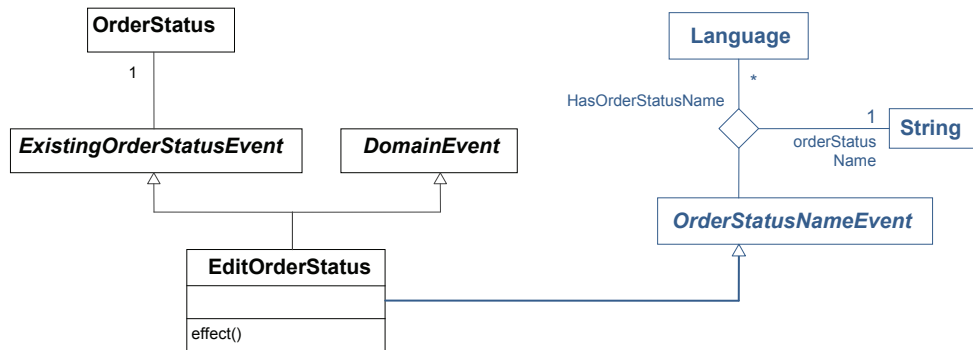 OrderStatus
1
ExistingOrderStatusEvent
DomainEvent
EditOrderStatus
effect()
Language
*
HasOrderStatusName
1
String
orderStatus
Name
OrderStatusNameEvent